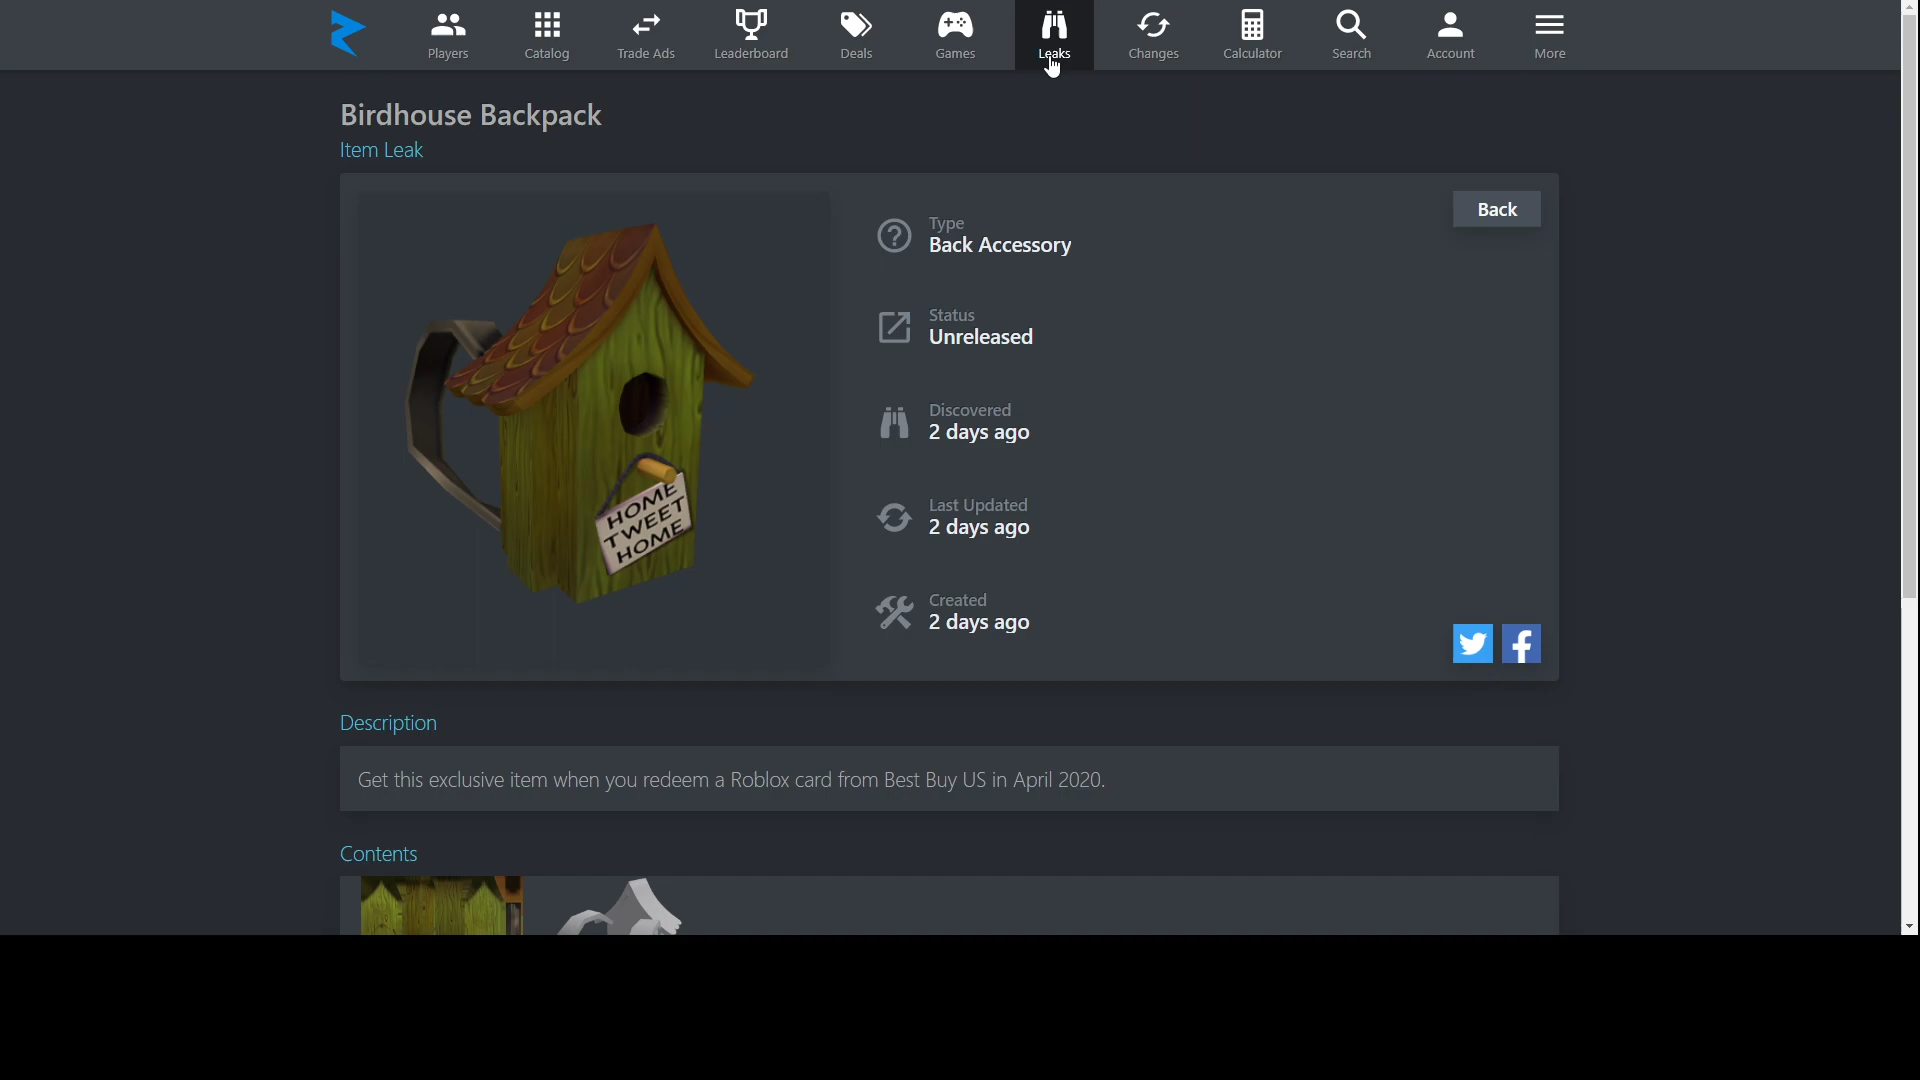 Players Catalog Trade Ads Leaderboard Deals Games Leaks Changes Calculator Search Account More
Birdhouse Backpack
Item Leak
Back
Type
Back Accessory
Status
Unreleased
Discovered
2 days ago
Last Updated
2 days ago
Created
2 days ago
HOME
TWEET
HOME
Description
Get this exclusive item when you redeem a Roblox card from Best Buy US in April 2020.
Contents